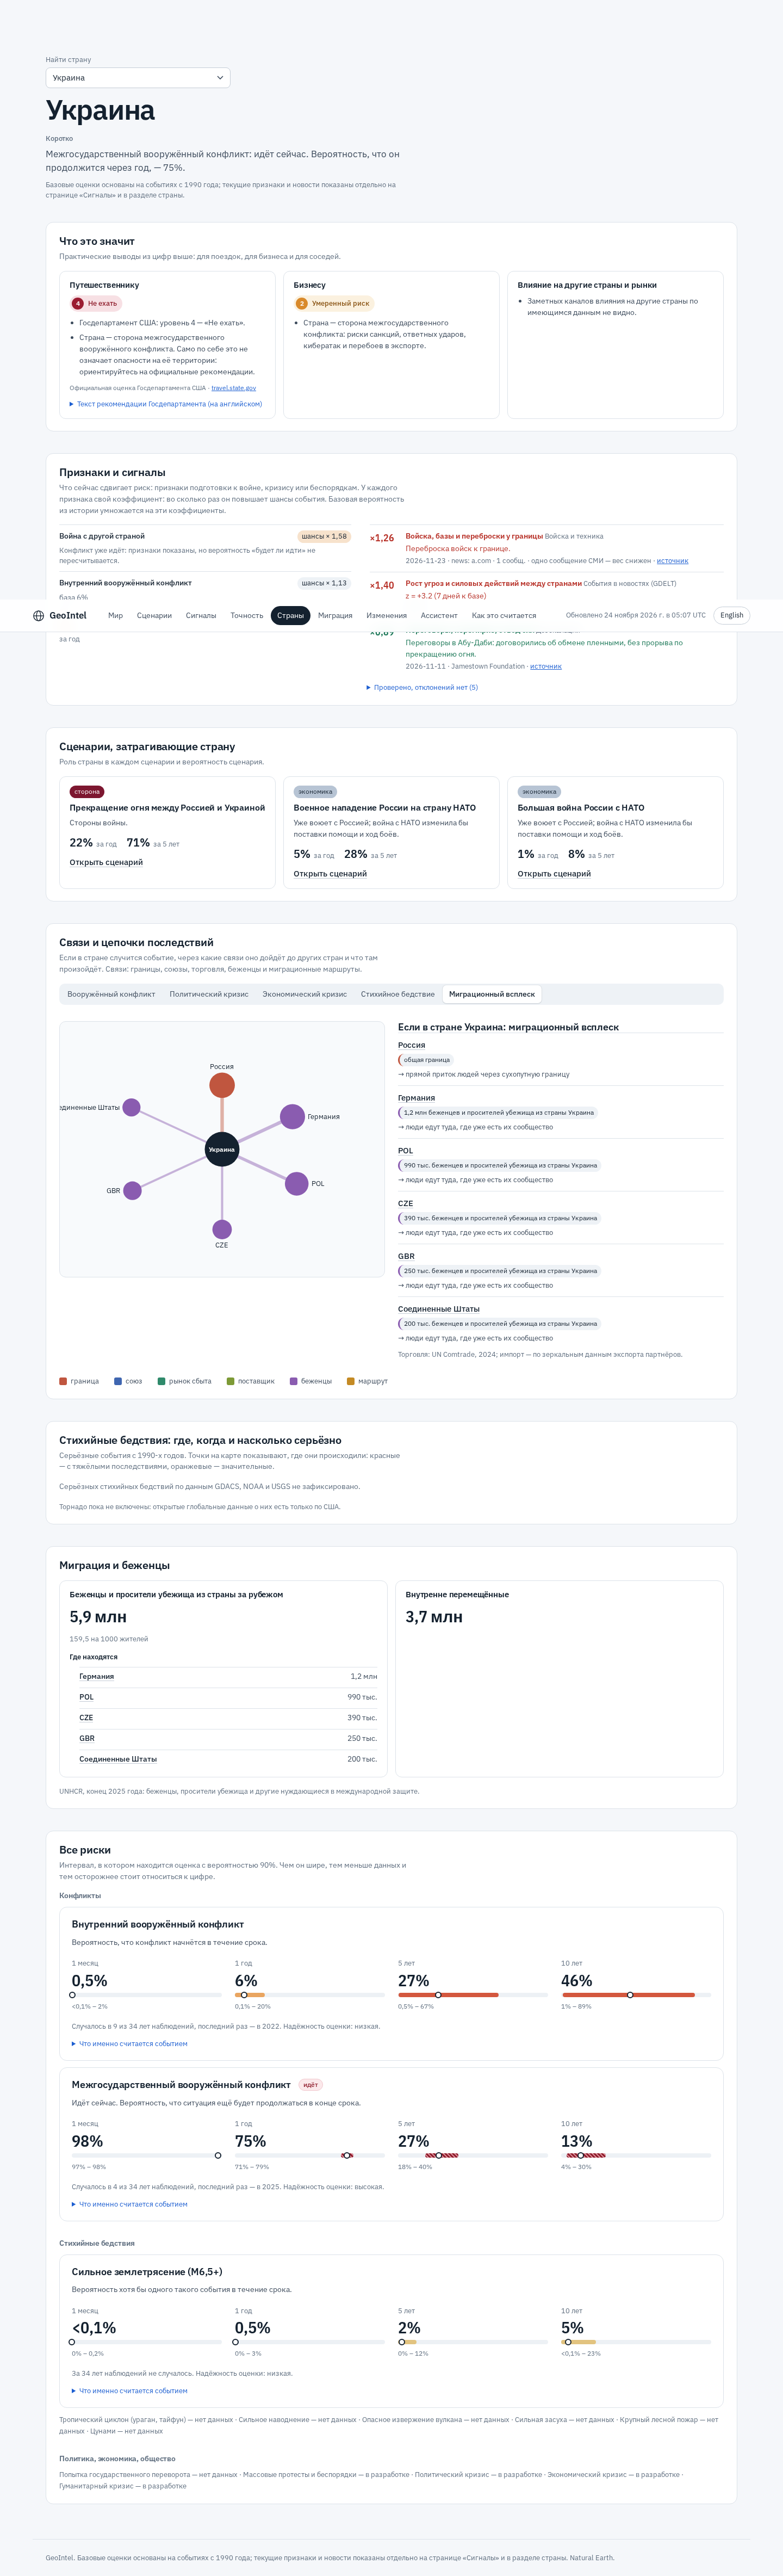 Найти страну
Украина
Украина
Коротко
Межгосударственный вооружённый конфликт: идёт сейчас. Вероятность, что он
продолжится через год, — 75%.
Базовые оценки основаны на событиях с 1990 года; текущие признаки и новости показаны отдельно на
странице «Сигналы» и в разделе страны.
Что это значит
Практические выводы из цифр выше: для поездок, для бизнеса и для соседей.
Путешественнику
4 Не ехать
• Госдепартамент США: уровень 4 — «Не ехать».
• Страна — сторона межгосударственного
вооружённого конфликта. Само по себе это не
означает опасности на её территории:
ориентируйтесь на официальные рекомендации.
Официальная оценка Госдепартамента США · travel.state.gov
► Текст рекомендации Госдепартамента (на английском)
Бизнесу
2 Умеренный риск
• Страна — сторона межгосударственного
конфликта: риски санкций, ответных ударов,
кибератак и перебоев в экспорте.
Влияние на другие страны и рынки
• Заметных каналов влияния на другие страны по
имеющимся данным не видно.
Признаки и сигналы
Что сейчас сдвигает риск: признаки подготовки к войне, кризису или беспорядкам. У каждого
признака свой коэффициент: во сколько раз он повышает шансы события. Базовая вероятность
из истории умножается на эти коэффициенты.
Война с другой страной
шансы × 1,58
Конфликт уже идёт: признаки показаны, но вероятность «будет ли идти» не
пересчитывается.
Внутренний вооружённый конфликт
шансы × 1,13
база 6%
×1,26 Войска, базы и переброски у границы Войска и техника
Переброска войск к границе.
2026-11-23 · news: a.com · 1 сообщ. · одно сообщение СМИ — вес снижен · источник
×1,40 Рост угроз и силовых действий между странами События в новостях (GDELT)
z = +3.2 (7 дней к базе)
GeoIntel Мир Сценарии Сигналы Точность Страны Миграция Изменения Ассистент Как это считается Обновлено 24 ноября 2026 г. в 05:07 UTC English
за год
Переговоры в Абу-Даби: договорились об обмене пленными, без прорыва по
прекращению огня.
2026-11-11 · Jamestown Foundation · источник
► Проверено, отклонений нет (5)
Сценарии, затрагивающие страну
Роль страны в каждом сценарии и вероятность сценария.
сторона
Прекращение огня между Россией и Украиной
Стороны войны.
22% за год 71% за 5 лет
Открыть сценарий
экономика
Военное нападение России на страну НАТО
Уже воюет с Россией; война с НАТО изменила бы
поставки помощи и ход боёв.
5% за год 28% за 5 лет
Открыть сценарий
экономика
Большая война России с НАТО
Уже воюет с Россией; война с НАТО изменила бы
поставки помощи и ход боёв.
1% за год 8% за 5 лет
Открыть сценарий
Связи и цепочки последствий
Если в стране случится событие, через какие связи оно дойдёт до других стран и что там
произойдёт. Связи: границы, союзы, торговля, беженцы и миграционные маршруты.
Вооружённый конфликт Политический кризис Экономический кризис Стихийное бедствие Миграционный всплеск
Россия
единенные Штаты
Германия
Украина
GBR
POL
CZE
Если в стране Украина: миграционный всплеск
Россия
общая граница
→ прямой приток людей через сухопутную границу
Германия
1,2 млн беженцев и просителей убежища из страны Украина
→ люди едут туда, где уже есть их сообщество
POL
990 тыс. беженцев и просителей убежища из страны Украина
→ люди едут туда, где уже есть их сообщество
CZE
390 тыс. беженцев и просителей убежища из страны Украина
→ люди едут туда, где уже есть их сообщество
GBR
250 тыс. беженцев и просителей убежища из страны Украина
→ люди едут туда, где уже есть их сообщество
Соединенные Штаты
200 тыс. беженцев и просителей убежища из страны Украина
→ люди едут туда, где уже есть их сообщество
Торговля: UN Comtrade, 2024; импорт — по зеркальным данным экспорта партнёров.
граница союз рынок сбыта поставщик беженцы маршрут
Стихийные бедствия: где, когда и насколько серьёзно
Серьёзные события с 1990-х годов. Точки на карте показывают, где они происходили: красные
— с тяжёлыми последствиями, оранжевые — значительные.
Серьёзных стихийных бедствий по данным GDACS, NOAA и USGS не зафиксировано.
Торнадо пока не включены: открытые глобальные данные о них есть только по США.
Миграция и беженцы
Беженцы и просители убежища из страны за рубежом
5,9 млн
159,5 на 1000 жителей
Где находятся
Германия 1,2 млн
POL 990 тыс.
CZE 390 тыс.
GBR 250 тыс.
Соединенные Штаты 200 тыс.
Внутренне перемещённые
3,7 млн
UNHCR, конец 2025 года: беженцы, просители убежища и другие нуждающиеся в международной защите.
Все риски
Интервал, в котором находится оценка с вероятностью 90%. Чем он шире, тем меньше данных и
тем осторожнее стоит относиться к цифре.
Конфликты
Внутренний вооружённый конфликт
Вероятность, что конфликт начнётся в течение срока.
1 месяц 1 год 5 лет 10 лет
0,5% 6% 27% 46%
<0,1% – 2% 0,1% – 20% 0,5% – 67% 1% – 89%
Случалось в 9 из 34 лет наблюдений, последний раз — в 2022. Надёжность оценки: низкая.
► Что именно считается событием
Межгосударственный вооружённый конфликт идёт
Идёт сейчас. Вероятность, что ситуация ещё будет продолжаться в конце срока.
1 месяц 1 год 5 лет 10 лет
98% 75% 27% 13%
97% – 98% 71% – 79% 18% – 40% 4% – 30%
Случалось в 4 из 34 лет наблюдений, последний раз — в 2025. Надёжность оценки: высокая.
► Что именно считается событием
Стихийные бедствия
Сильное землетрясение (M6,5+)
Вероятность хотя бы одного такого события в течение срока.
1 месяц 1 год 5 лет 10 лет
<0,1% 0,5% 2% 5%
0% – 0,2% 0% – 3% 0% – 12% <0,1% – 23%
За 34 лет наблюдений не случалось. Надёжность оценки: низкая.
► Что именно считается событием
Тропический циклон (ураган, тайфун) — нет данных · Сильное наводнение — нет данных · Опасное извержение вулкана — нет данных · Сильная засуха — нет данных · Крупный лесной пожар — нет
данных · Цунами — нет данных
Политика, экономика, общество
Попытка государственного переворота — нет данных · Массовые протесты и беспорядки — в разработке · Политический кризис — в разработке · Экономический кризис — в разработке ·
Гуманитарный кризис — в разработке
GeoIntel. Базовые оценки основаны на событиях с 1990 года; текущие признаки и новости показаны отдельно на странице «Сигналы» и в разделе страны. Natural Earth.